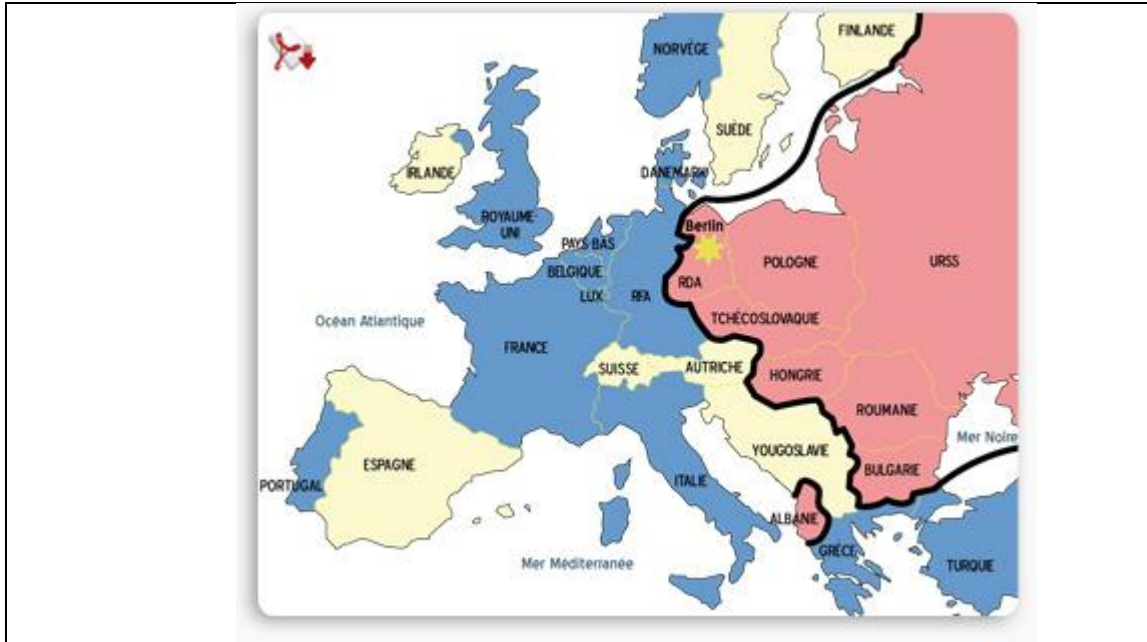 FINLANDE
NORVÈGE
SUÈDE
IRLANDE
DANEMARK
ROYAUME-
UNI
Berlin
PAYS-BAS
POLOGNE
URSS
BELGIQUE
RDA
LUX
RFA
Océan Atlantique
TCHÉCOSLOVAQUIE
FRANCE
SUISSE
AUTRICHE
HONGRIE
ROUMANIE
Mer Noire
YOUGOSLAVIE
ESPAGNE
BULGARIE
PORTUGAL
ITALIE
ALBANIE
GRÈCE
Mer Méditerranée
TURQUIE